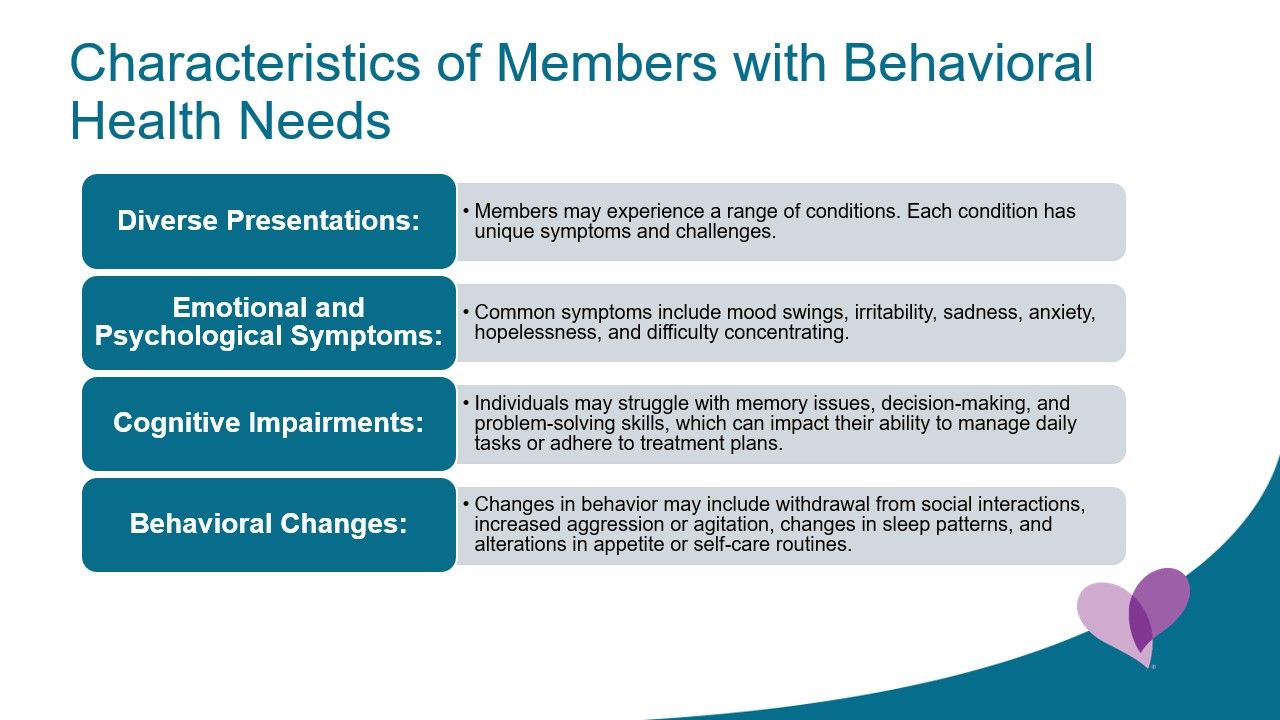 Characteristics of Members with Behavioral
Health Needs
Diverse Presentations:
• Members may experience a range of conditions. Each condition has
unique symptoms and challenges.
Emotional and
Psychological Symptoms:
• Common symptoms include mood swings, irritability, sadness, anxiety,
hopelessness, and difficulty concentrating.
Cognitive Impairments:
• Individuals may struggle with memory issues, decision-making, and
problem-solving skills, which can impact their ability to manage daily
tasks or adhere to treatment plans.
Behavioral Changes:
• Changes in behavior may include withdrawal from social interactions,
increased aggression or agitation, changes in sleep patterns, and
alterations in appetite or self-care routines.
®